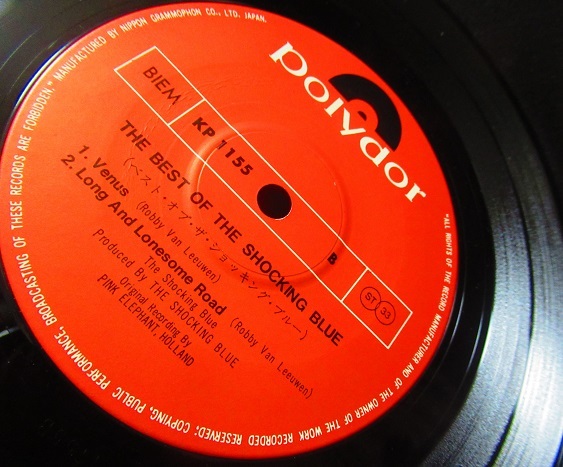 polydor
BIEM
KP 1155
B
ST 33
THE BEST OF THE SHOCKING BLUE
(ベスト・オブ・ザ・ショッキング・ブルー)
1. Venus (Robby Van Leeuwen)
2. Long And Lonesome Road (Robby Van Leeuwen)
The Shocking Blue
Produced By THE SHOCKING BLUE
Original Recording By
PINK ELEPHANT, HOLLAND
"ALL RIGHTS OF THE RECORD MANUFACTURER AND OF THE OWNER OF THE WORK RECORDED RESERVED: COPYING, PUBLIC PERFORMANCE, BROADCASTING OF THESE RECORDS ARE FORBIDDEN." MANUFACTURED BY NIPPON GRAMMOPHON CO., LTD. JAPAN.